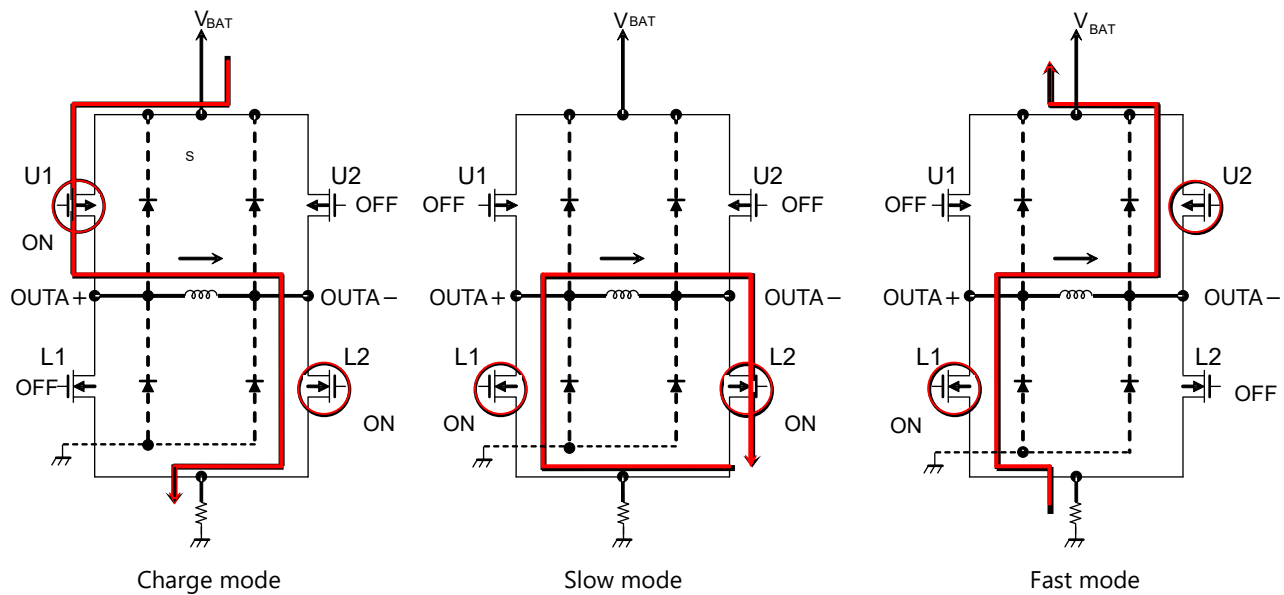 VBAT
S
U1
U2
OFF
ON
OUTA+
OUTA−
L1
L2
OFF
ON
Charge mode
VBAT
U1
U2
OFF
OFF
OUTA+
OUTA−
L1
L2
ON
ON
Slow mode
VBAT
U1
U2
OFF
OUTA+
OUTA−
L1
L2
OFF
ON
Fast mode